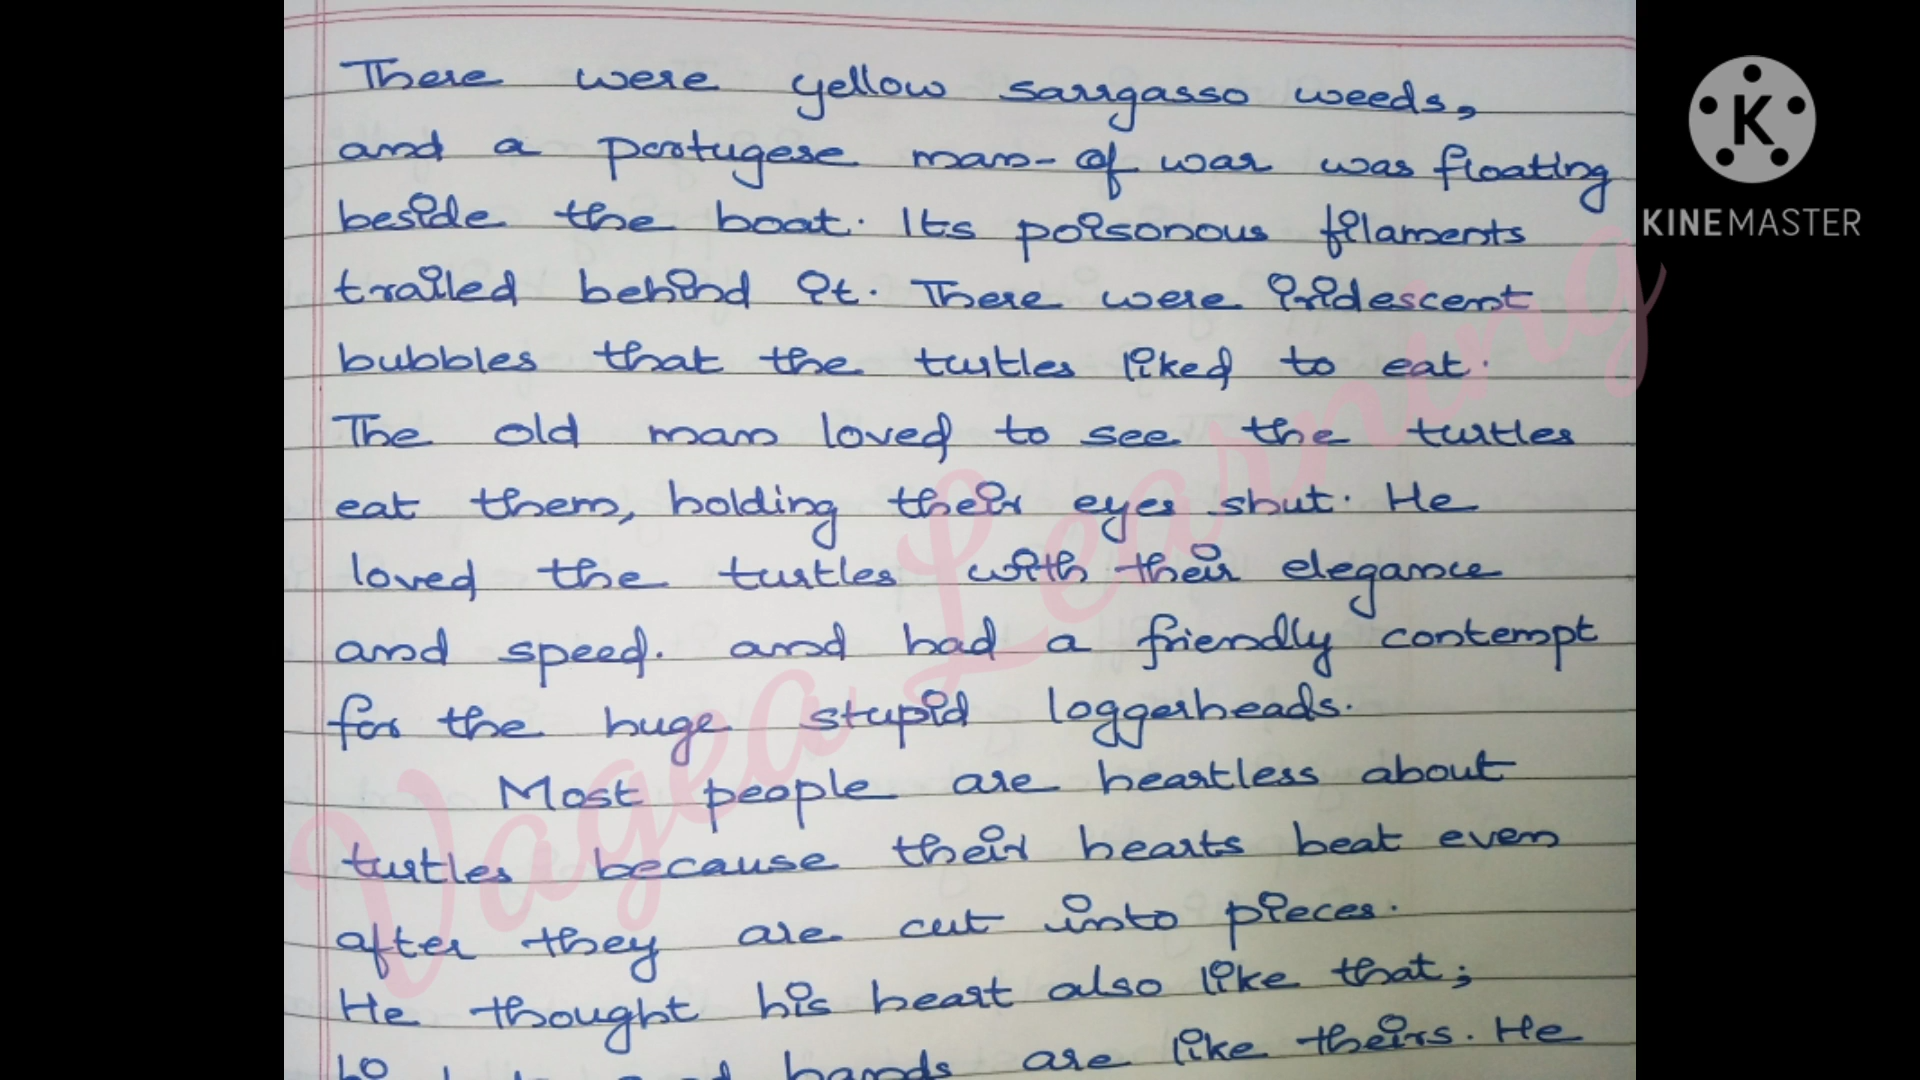 There were yellow sarrgasso weeds,
and a portugese man-of war was floating
beside the boat. Its poisonous filaments
trailed behind it. There were iridescent
bubbles that the turtles liked to eat.
The old man loved to see the turtles
eat them, holding their eyes shut. He
loved the turtles with their elegance
and speed. and had a friendly contempt
for the huge stupid loggerheads.
Most people are heartless about
turtles because their hearts beat even
after they are cut into pieces.
He thought his heart also like that;
hands are like theirs. He
K
KINEMASTER
Vagea Learning